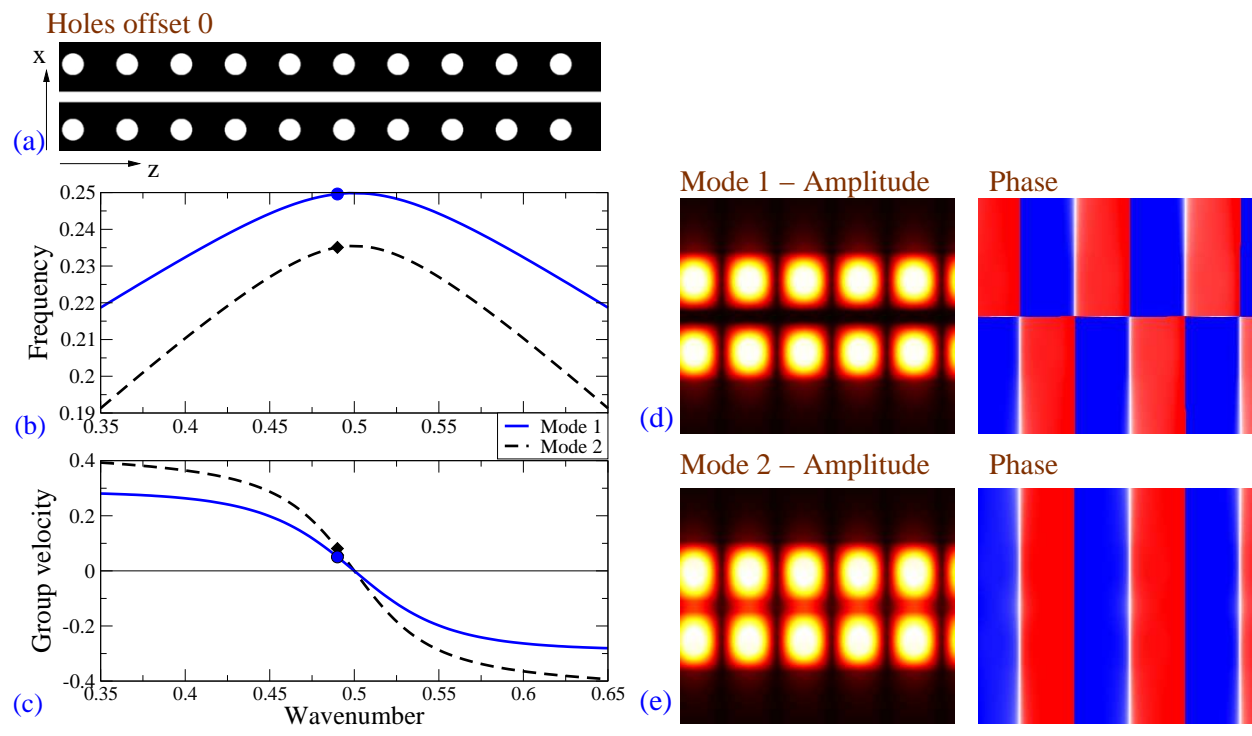 Holes offset 0
x
(a)
z
0.25
0.24
0.23
0.22
0.21
0.2
0.19
Frequency
(b)
0.35 0.4 0.45 0.5 0.55
Mode 1
Mode 2
0.4
0.2
0
-0.2
-0.4
Group velocity
(c)
0.35 0.4 0.45 0.5 0.55 0.6 0.65
Wavenumber
Mode 1 – Amplitude Phase
(d)
Mode 2 – Amplitude Phase
(e)